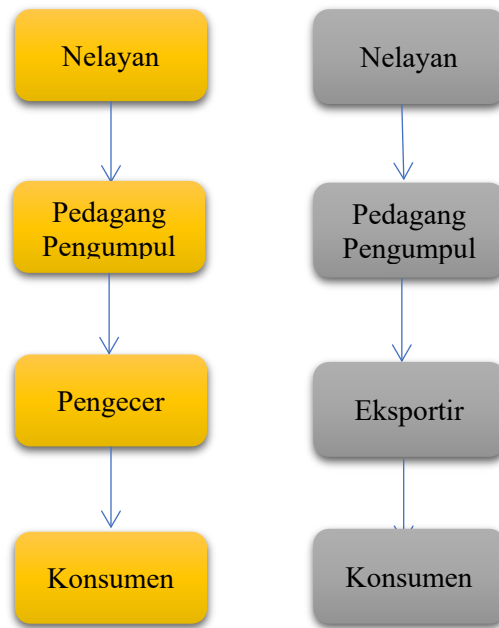 Nelayan
Pedagang
Pengumpul
Pengecer
Konsumen
Nelayan
Pedagang
Pengumpul
Eksportir
Konsumen